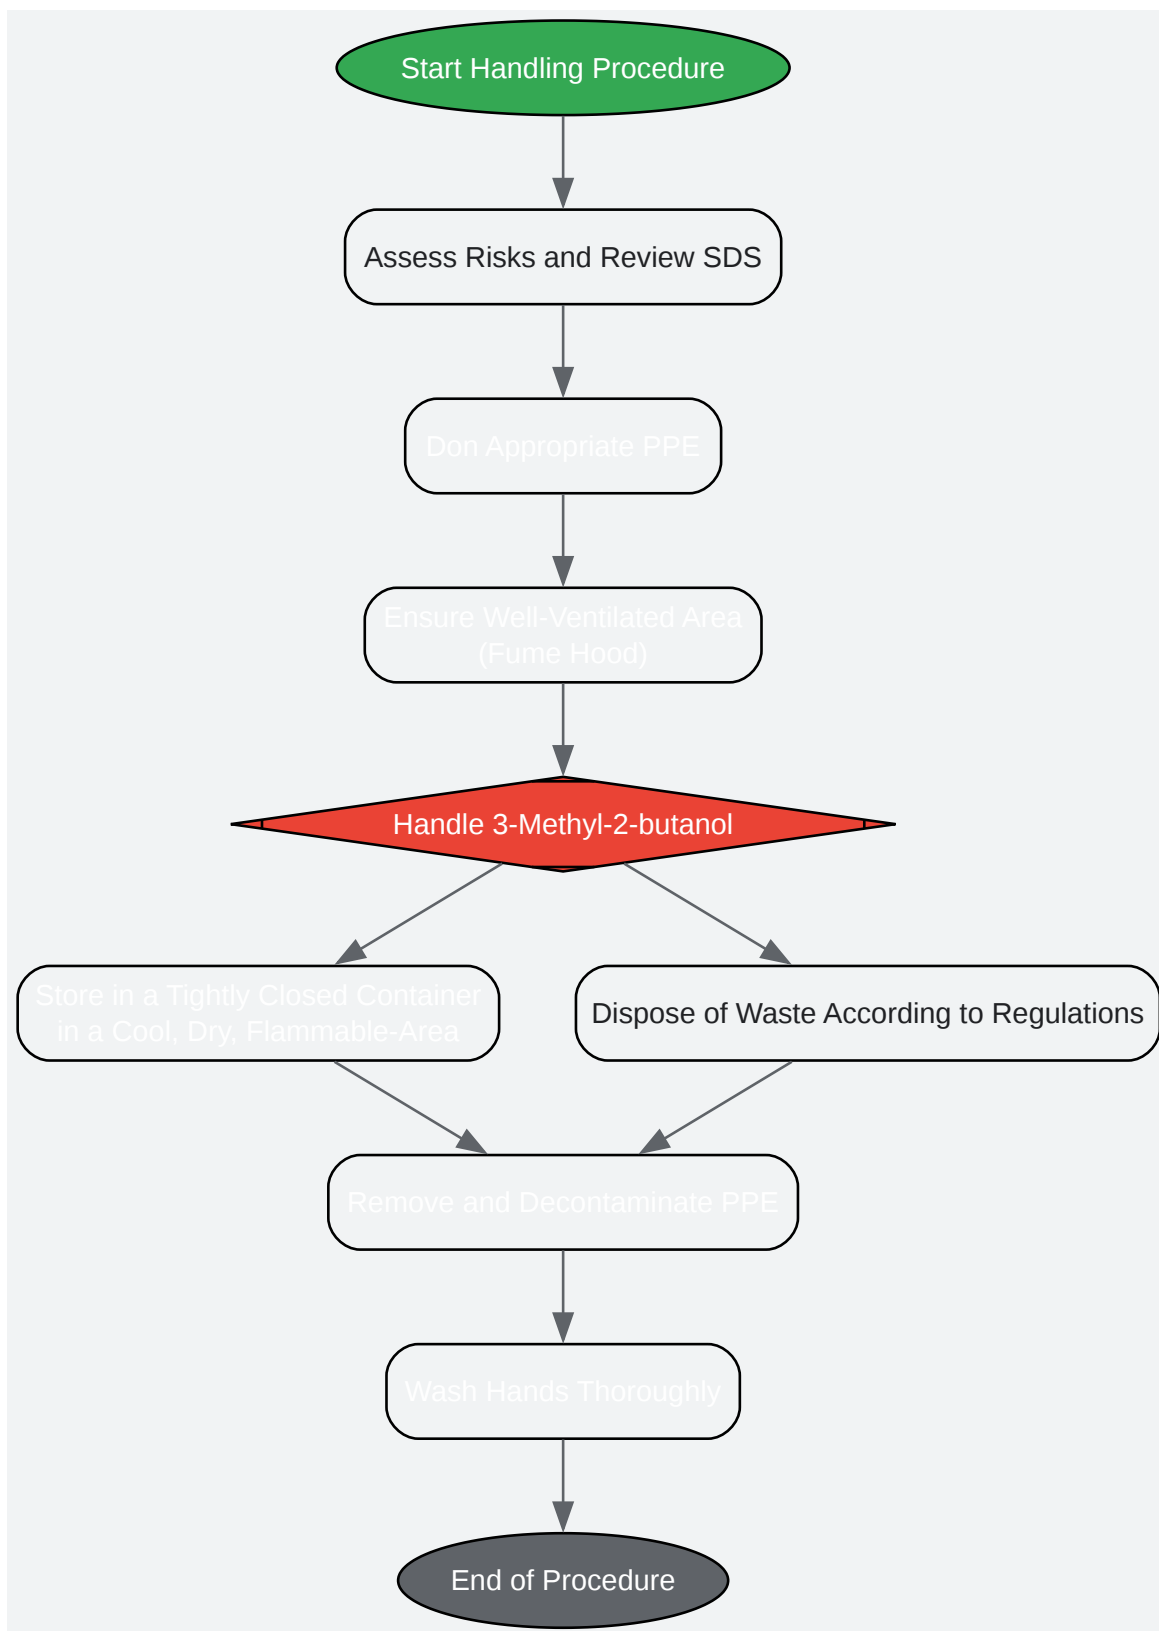 Start Handling Procedure
Assess Risks and Review SDS
Don Appropriate PPE
Ensure Well-Ventilated Area
(Fume Hood)
Handle 3-Methyl-2-butanol
Store in a Tightly Closed Container
in a Cool, Dry, Flammable-Area
Dispose of Waste According to Regulations
Remove and Decontaminate PPE
Wash Hands Thoroughly
End of Procedure